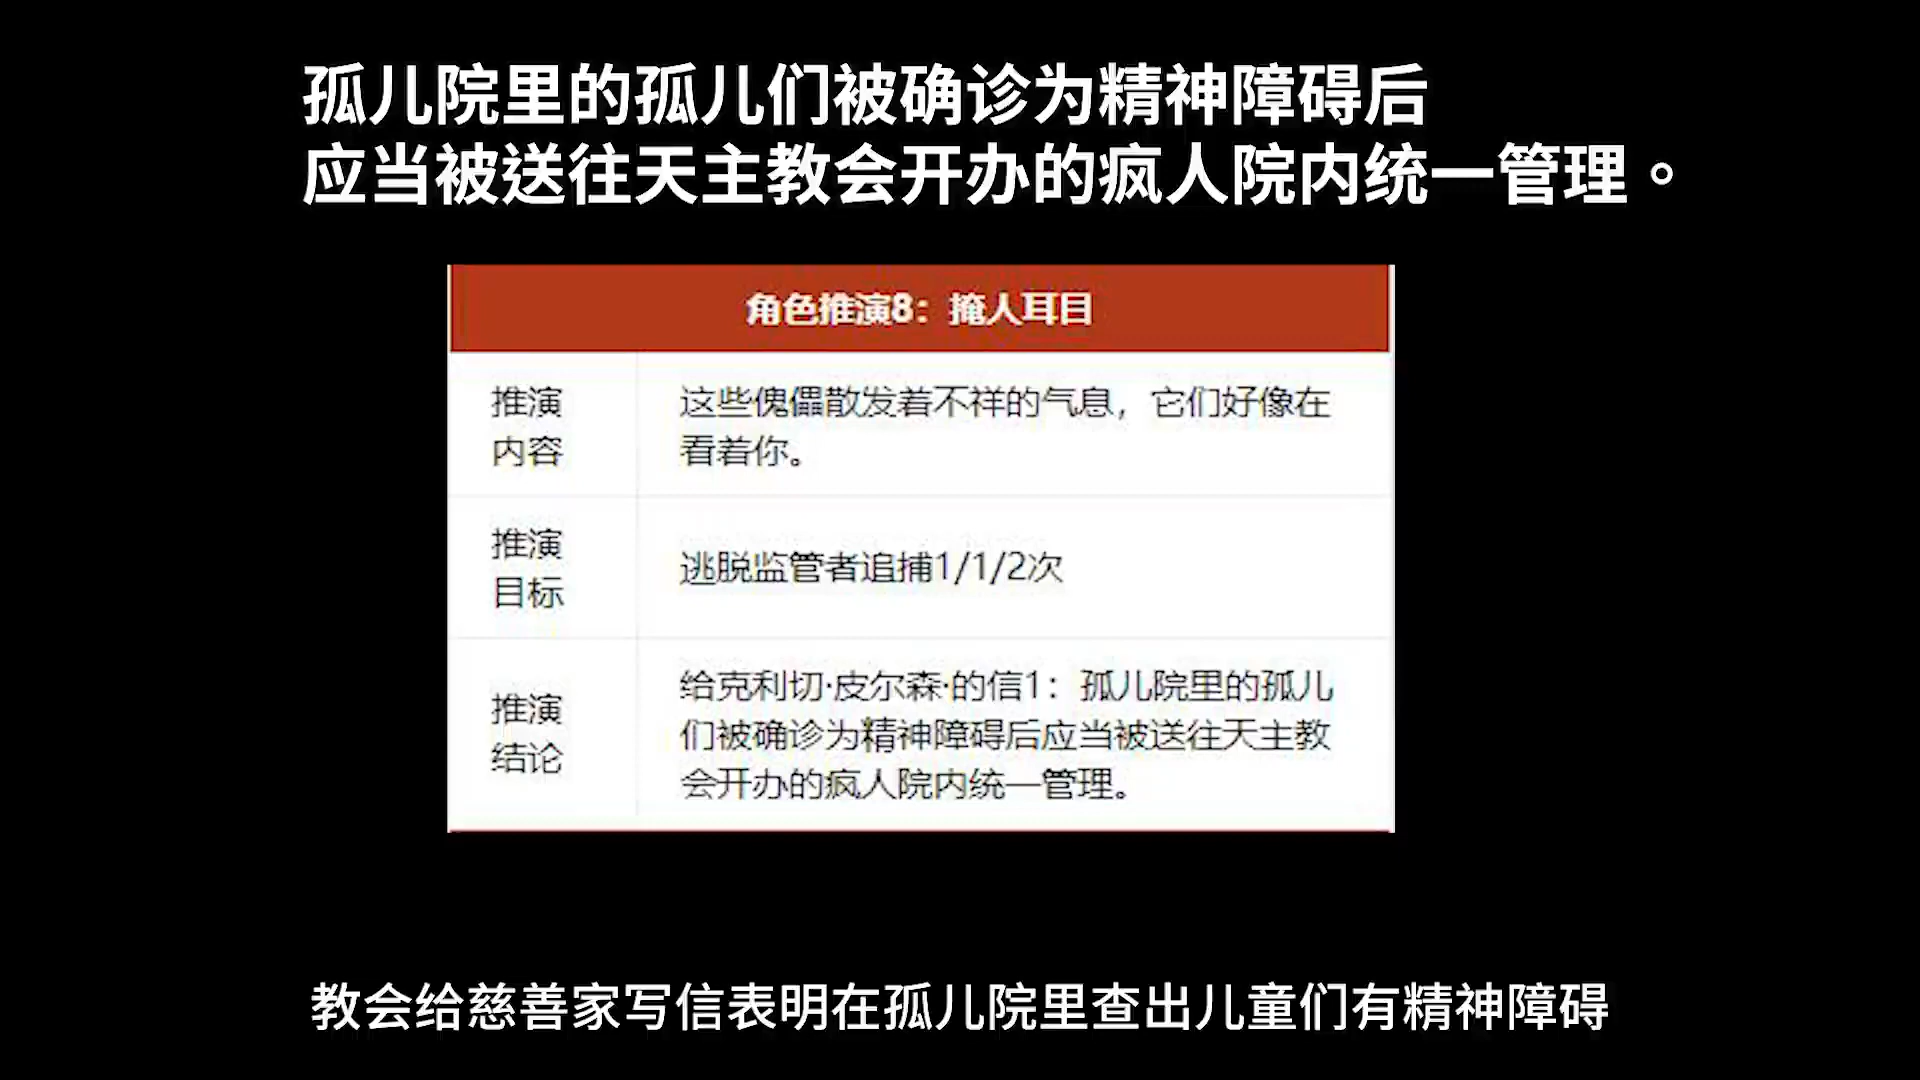 孤儿院里的孤儿们被确诊为精神障碍后
应当被送往天主教会开办的疯人院内统一管理。
角色推演8：掩人耳目
推演
内容
这些傀儡散发着不祥的气息，它们好像在
看着你。
推演
目标
逃脱监管者追捕1/1/2次
推演
结论
给克利切·皮尔森·的信1：孤儿院里的孤儿
们被确诊为精神障碍后应当被送往天主教
会开办的疯人院内统一管理。
教会给慈善家写信表明在孤儿院里查出儿童们有精神障碍